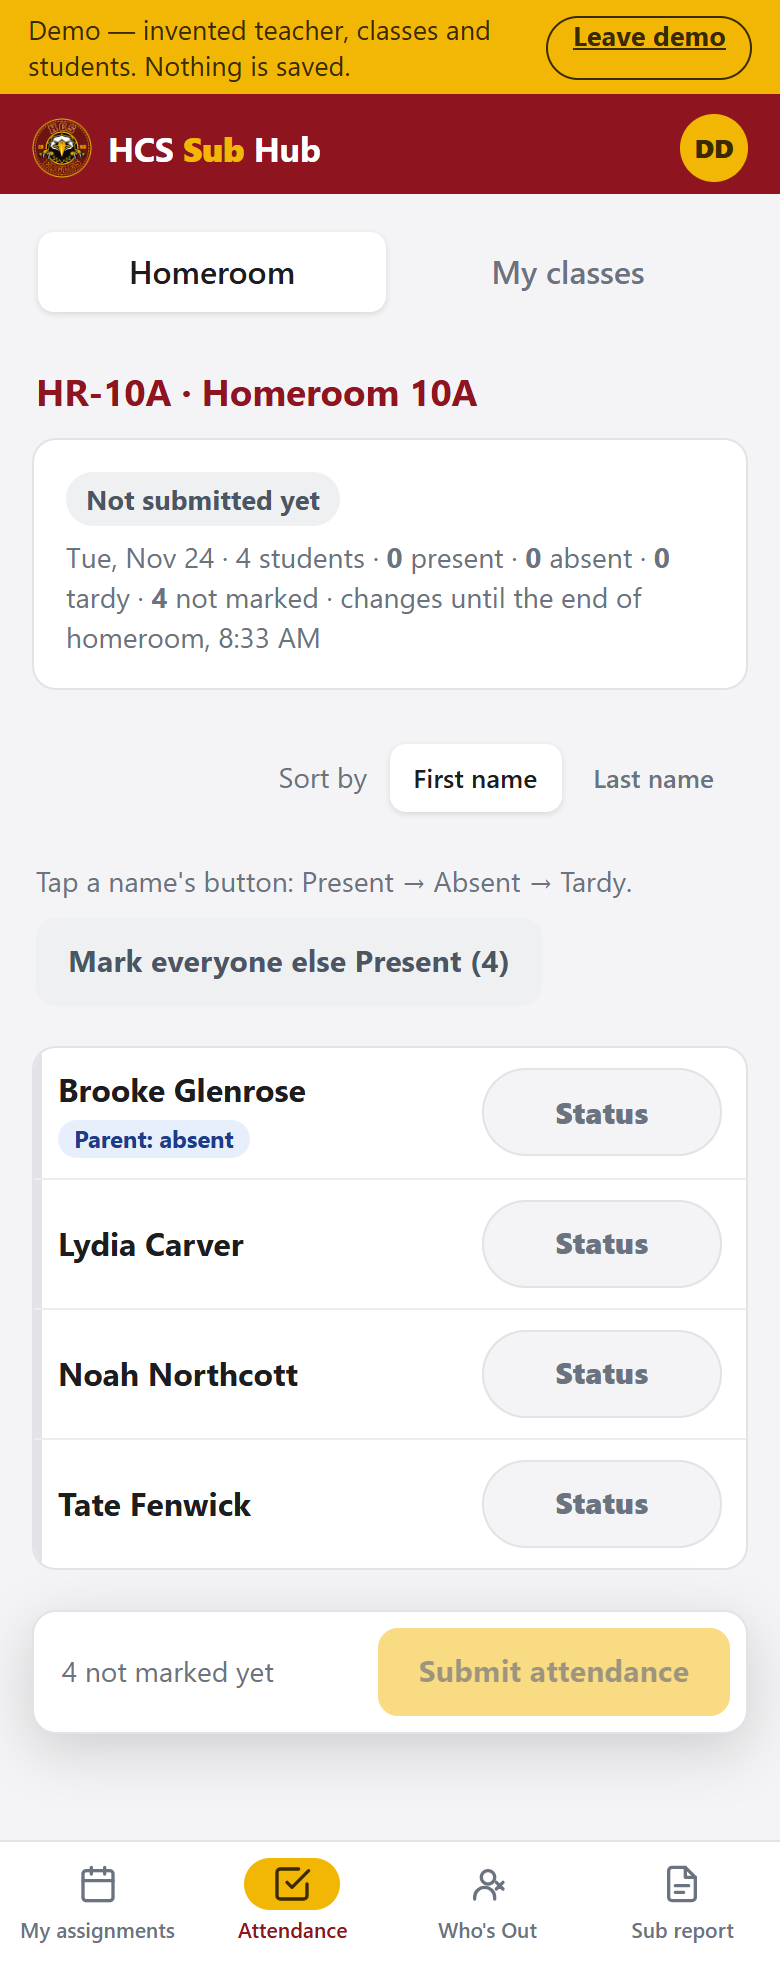 Demo — invented teacher, classes and
students. Nothing is saved.
Leave demo
HCS Sub Hub
DD
Homeroom
My classes
HR-10A · Homeroom 10A
Not submitted yet
Tue, Nov 24 · 4 students · 0 present · 0 absent · 0
tardy · 4 not marked · changes until the end of
homeroom, 8:33 AM
Sort by
First name
Last name
Tap a name's button: Present → Absent → Tardy.
Mark everyone else Present (4)
Brooke Glenrose
Parent: absent
Status
Lydia Carver
Status
Noah Northcott
Status
Tate Fenwick
Status
4 not marked yet
Submit attendance
My assignments
Attendance
Who's Out
Sub report